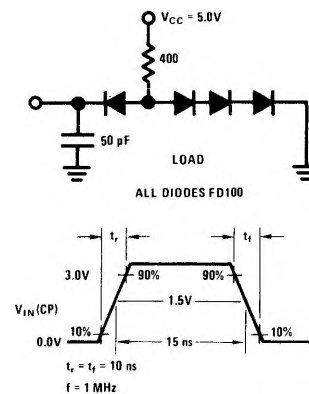 V_CC = 5.0V
400
50 pF
LOAD
ALL DIODES FD100
t_r
t_f
3.0V
90%
90%
V_IN (CP)
1.5V
10%
10%
0.0V
15 ns
t_r = t_f = 10 ns
f = 1 MHz